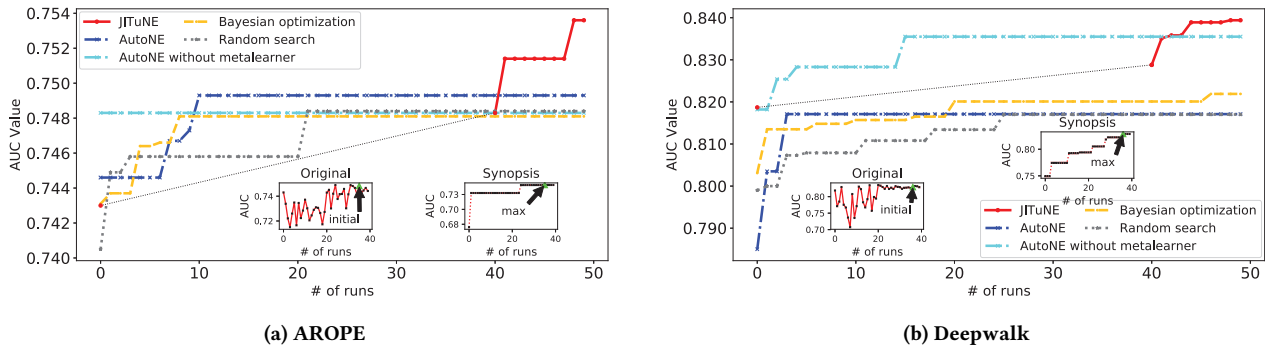 0.754
0.752
0.750
0.748
0.746
0.744
0.742
0.740
AUC Value
JITuNE
AutoNE
AutoNE without metalearner
Bayesian optimization
Random search
Original
0.74
0.72
AUC
initial
0 20 40
# of runs
Synopsis
0.73
0.70
0.68
AUC
max
0 20 40
# of runs
0 10 20 30 40 50
# of runs
(a) AROPE
0.840
0.830
0.820
0.810
0.800
0.790
AUC Value
Original
0.80
0.75
0.70
AUC
initial
0 20 40
# of runs
Synopsis
0.80
0.75
AUC
max
0 20 40
# of runs
JITuNE
AutoNE
AutoNE without metalearner
Bayesian optimization
Random search
0 10 20 30 40 50
# of runs
(b) Deepwalk